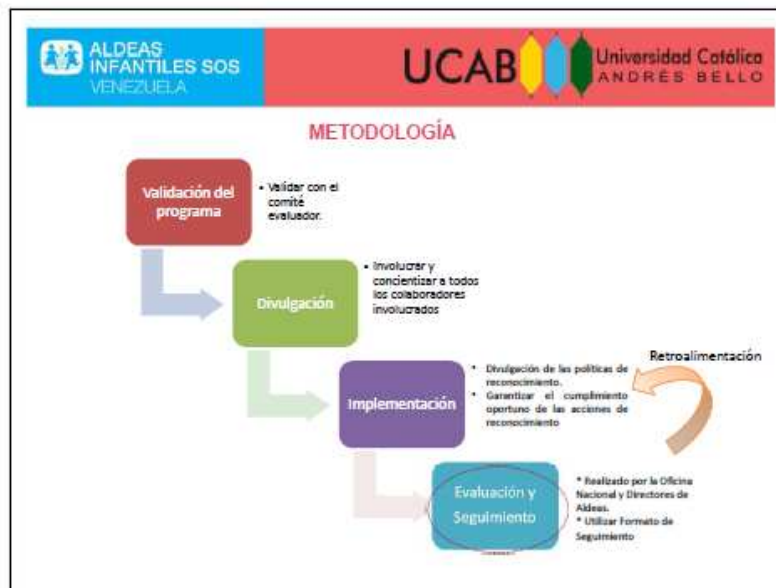 ALDEAS
INFANTILES SOS
VENEZUELA
UCAB
Universidad Católica
ANDRÉS BELLO
METODOLOGÍA
Validación del
programa
• Validar con el
comité
evaluador.
Divulgación
• Involucrar y
concientizar a todos
los colaboradores
involucrados
Implementación
• Divulgación de las políticas de
reconocimiento.
• Garantizar el cumplimiento
oportuno de las acciones de
reconocimiento
Retroalimentación
Evaluación y
Seguimiento
* Realizado por la Oficina
Nacional y Directores de
Aldeas.
* Utilizar Formato de
Seguimiento